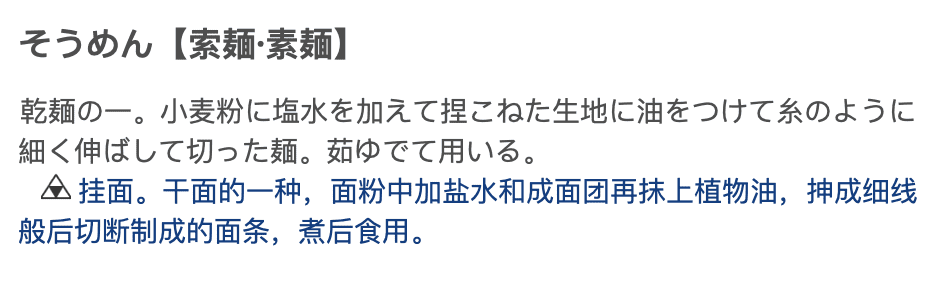 そうめん【索麺·素麺】
乾麺の一。小麦粉に塩水を加えて捏こねた生地に油をつけて糸のように
細く伸ばして切った麺。茹ゆでて用いる。
挂面。干面的一种，面粉中加盐水和成面团再抹上植物油，抻成细线
般后切断制成的面条，煮后食用。